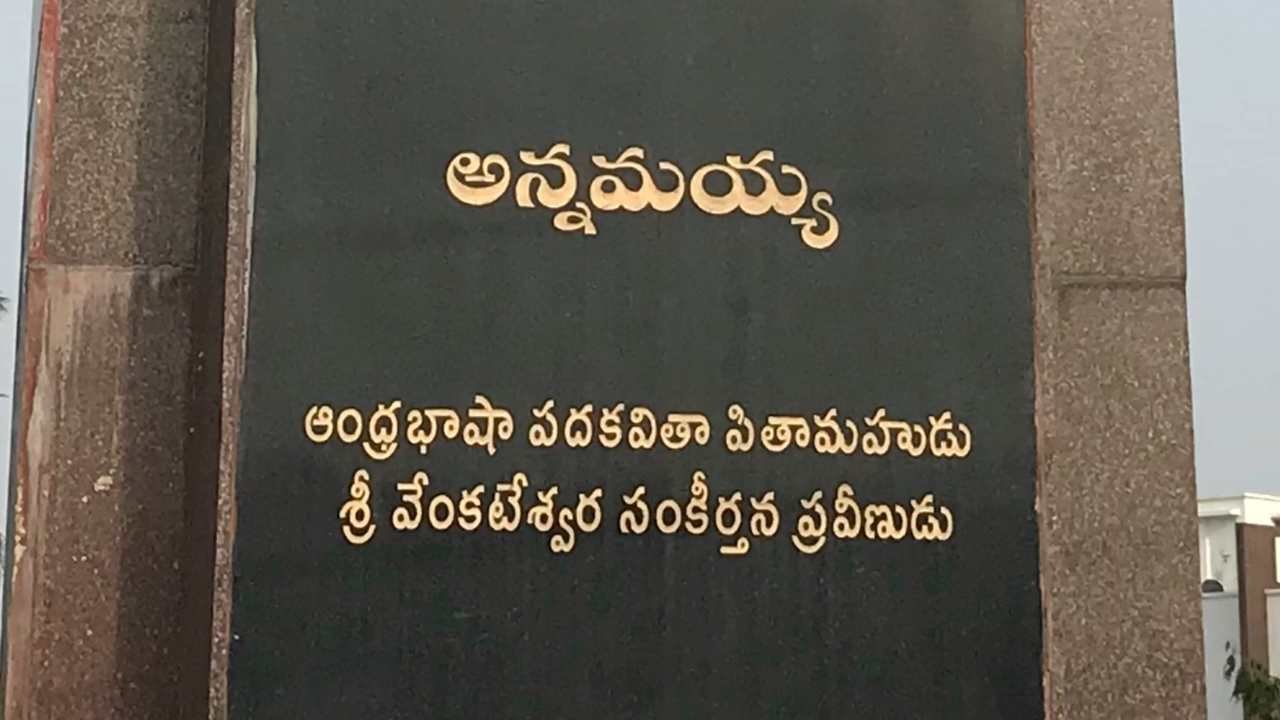 అన్నమయ్య
ఆంధ్రభాషా పదకవితా పితామహుడు
శ్రీ వేంకటేశ్వర సంకీర్తన ప్రవీణుడు